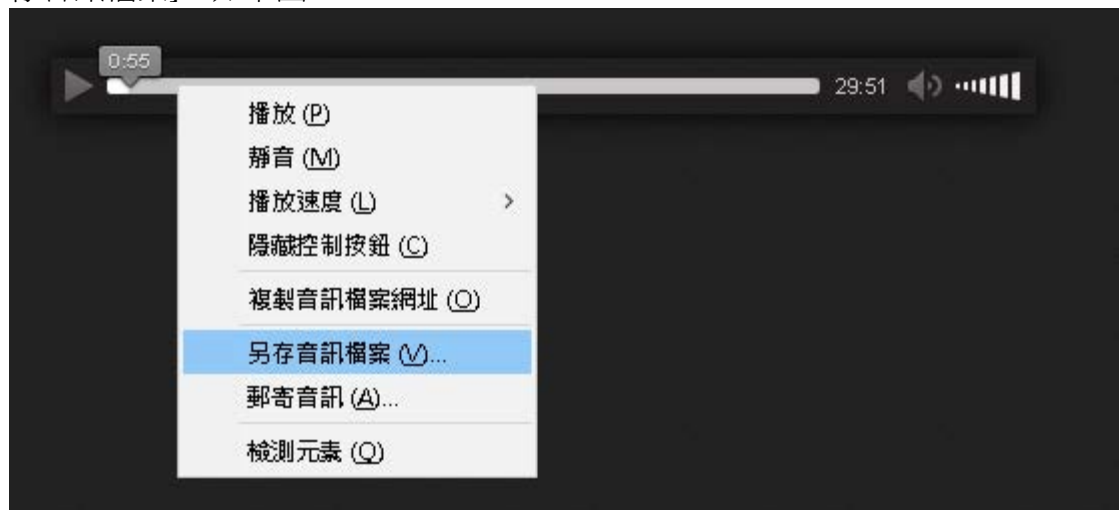 0:55
29:51
播放 (P)
靜音 (M)
播放速度 (L)
隱藏控制按鈕 (C)
複製音訊檔案網址 (O)
另存音訊檔案 (V)...
郵寄音訊 (A)...
檢測元素 (Q)